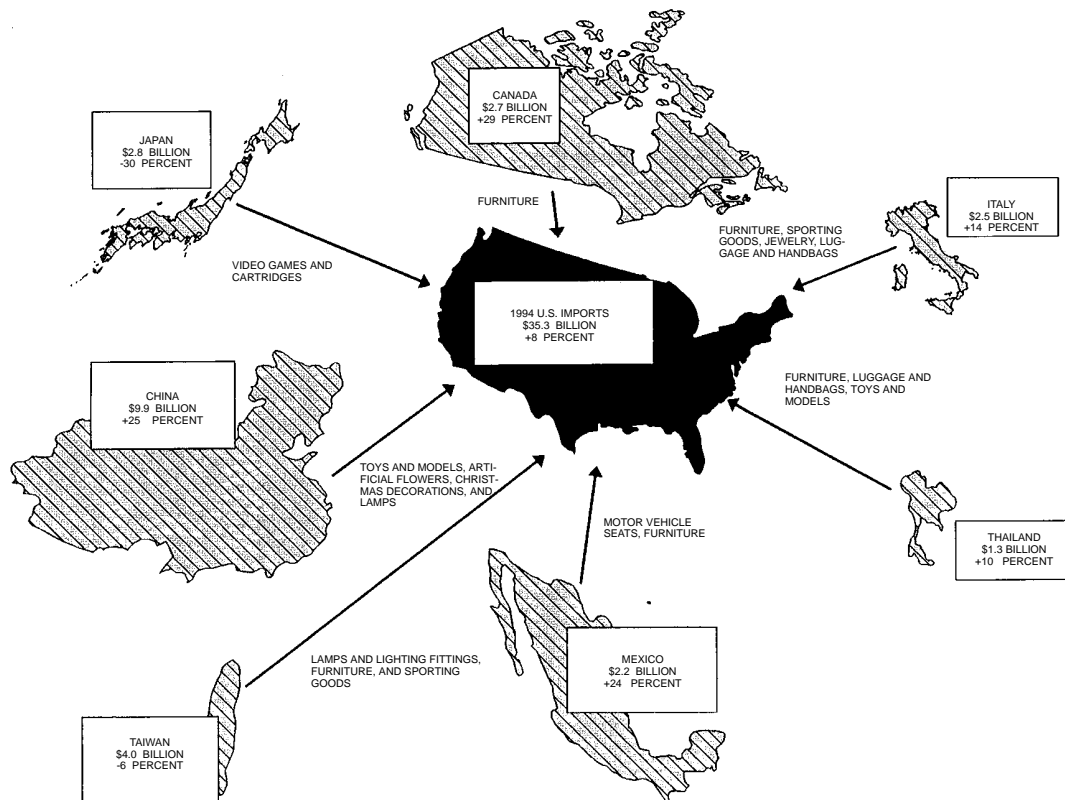 CANADA
$2.7 BILLION
+29 PERCENT
JAPAN
$2.8 BILLION
-30 PERCENT
ITALY
$2.5 BILLION
+14 PERCENT
FURNITURE
FURNITURE, SPORTING
GOODS, JEWELRY, LUG-
GAGE AND HANDBAGS
VIDEO GAMES AND
CARTRIDGES
1994 U.S. IMPORTS
$35.3 BILLION
+8 PERCENT
CHINA
$9.9 BILLION
+25 PERCENT
FURNITURE, LUGGAGE AND
HANDBAGS, TOYS AND
MODELS
TOYS AND MODELS, ARTI-
FICIAL FLOWERS, CHRIST-
MAS DECORATIONS, AND
LAMPS
MOTOR VEHICLE
SEATS, FURNITURE
THAILAND
$1.3 BILLION
+10 PERCENT
LAMPS AND LIGHTING FITTINGS,
FURNITURE, AND SPORTING
GOODS
MEXICO
$2.2 BILLION
+24 PERCENT
TAIWAN
$4.0 BILLION
-6 PERCENT